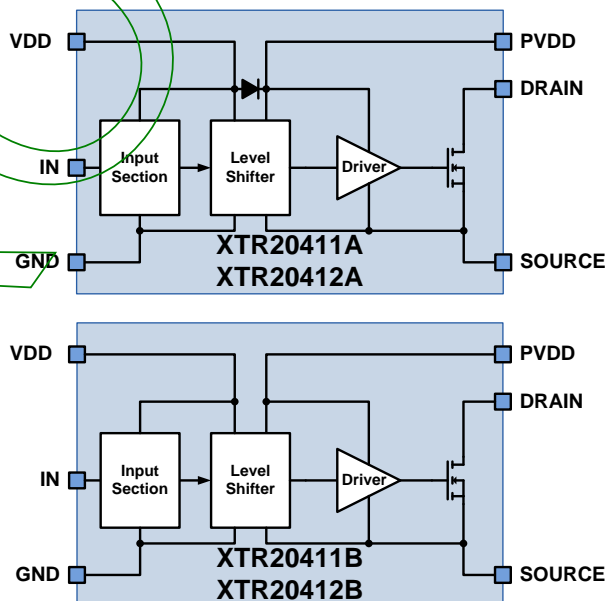 VDD
PVDD
DRAIN
IN
Input
Section
Level
Shifter
Driver
GND
SOURCE
XTR20411A
XTR20412A
VDD
PVDD
DRAIN
IN
Input
Section
Level
Shifter
Driver
GND
SOURCE
XTR20411B
XTR20412B